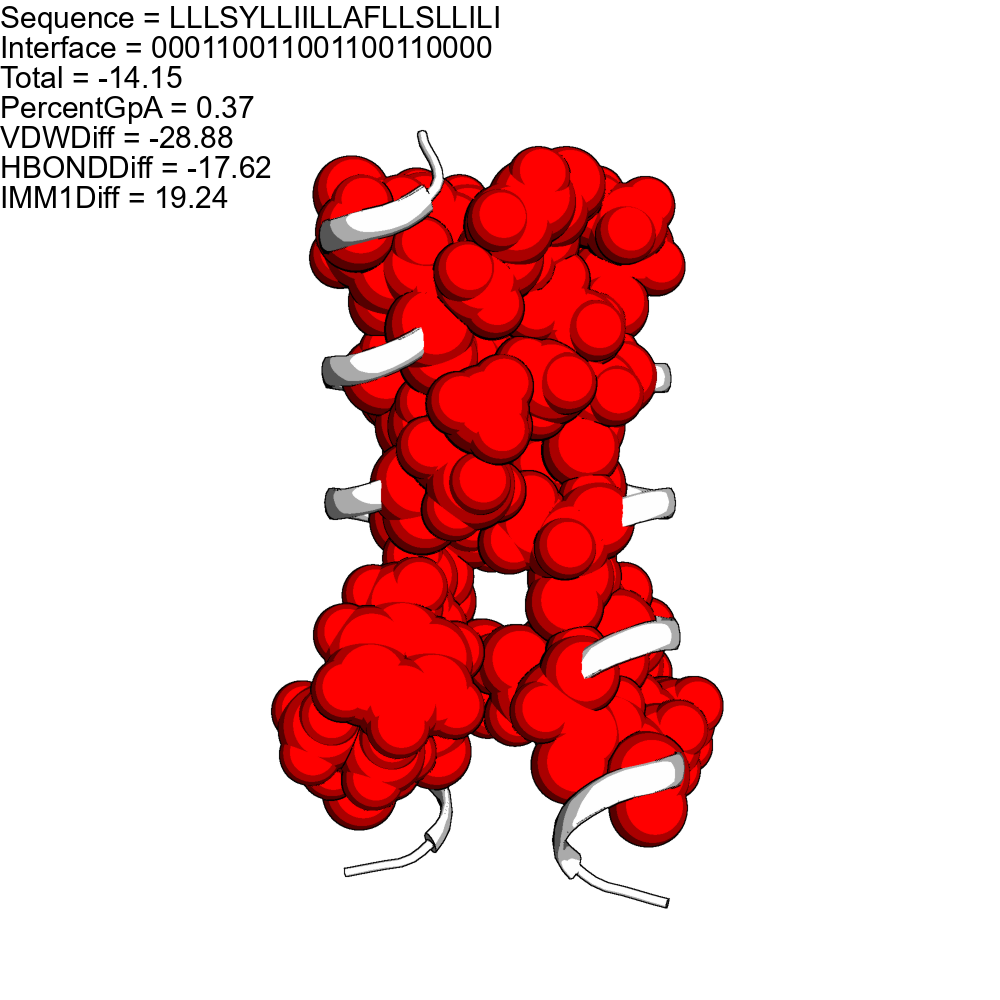 Sequence = LLLSYLLIILLAFLLSLLILI
Interface = 000110011001100110000
Total = -14.15
PercentGpA = 0.37
VDWDiff = -28.88
HBONDDiff = -17.62
IMM1Diff = 19.24